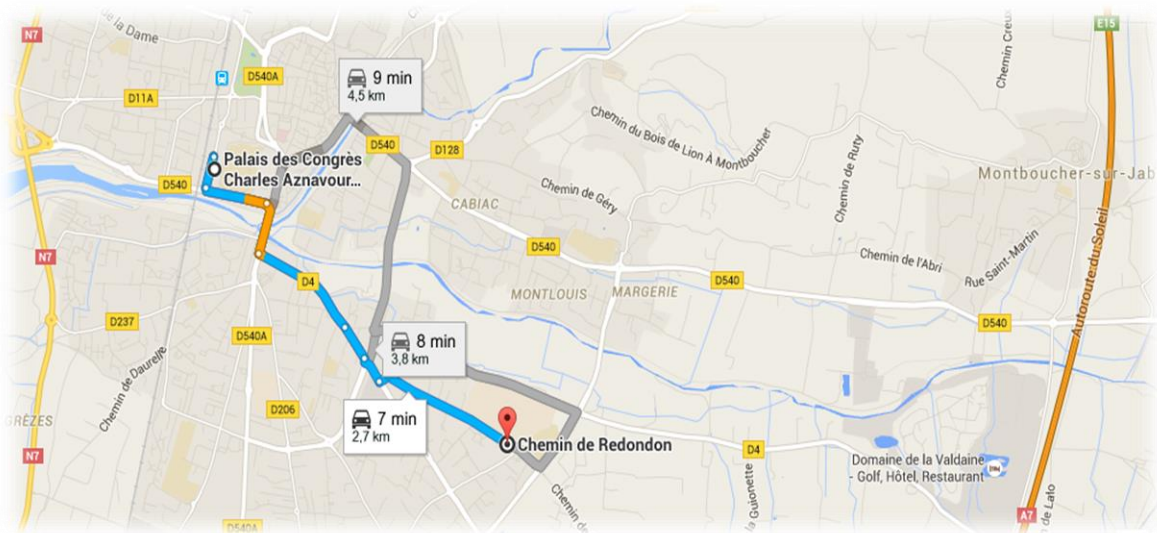 N7
de la Dame
D540A
D11A
9 min
4,5 km
D540
D128
Palais des Congrès
Charles Aznavour...
D540
CABIAC
Chemin du Bois de Lion À Montboucher
Chemin de Géry
Chemin de Ruty
Chemin Creux
E15
Montboucher-sur-Jab
Chemin de l'Abri
Rue Saint-Martin
Autoroute du Soleil
D540
D540
D540
MONTLOUIS
MARGERIE
N7
D4
D237
D540A
Chemin de Daurelle
8 min
3,8 km
7 min
2,7 km
D206
GRÈZES
N7
Chemin de Redondon
D4
Domaine de la Valdaine
- Golf, Hôtel, Restaurant
la Guionette
Chemin de
D540A
A7
n de Lalo